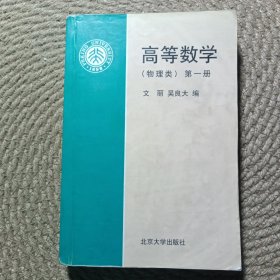 高等数学
（物理类） 第一册
文 丽 吴良大 编
北京大学出版社